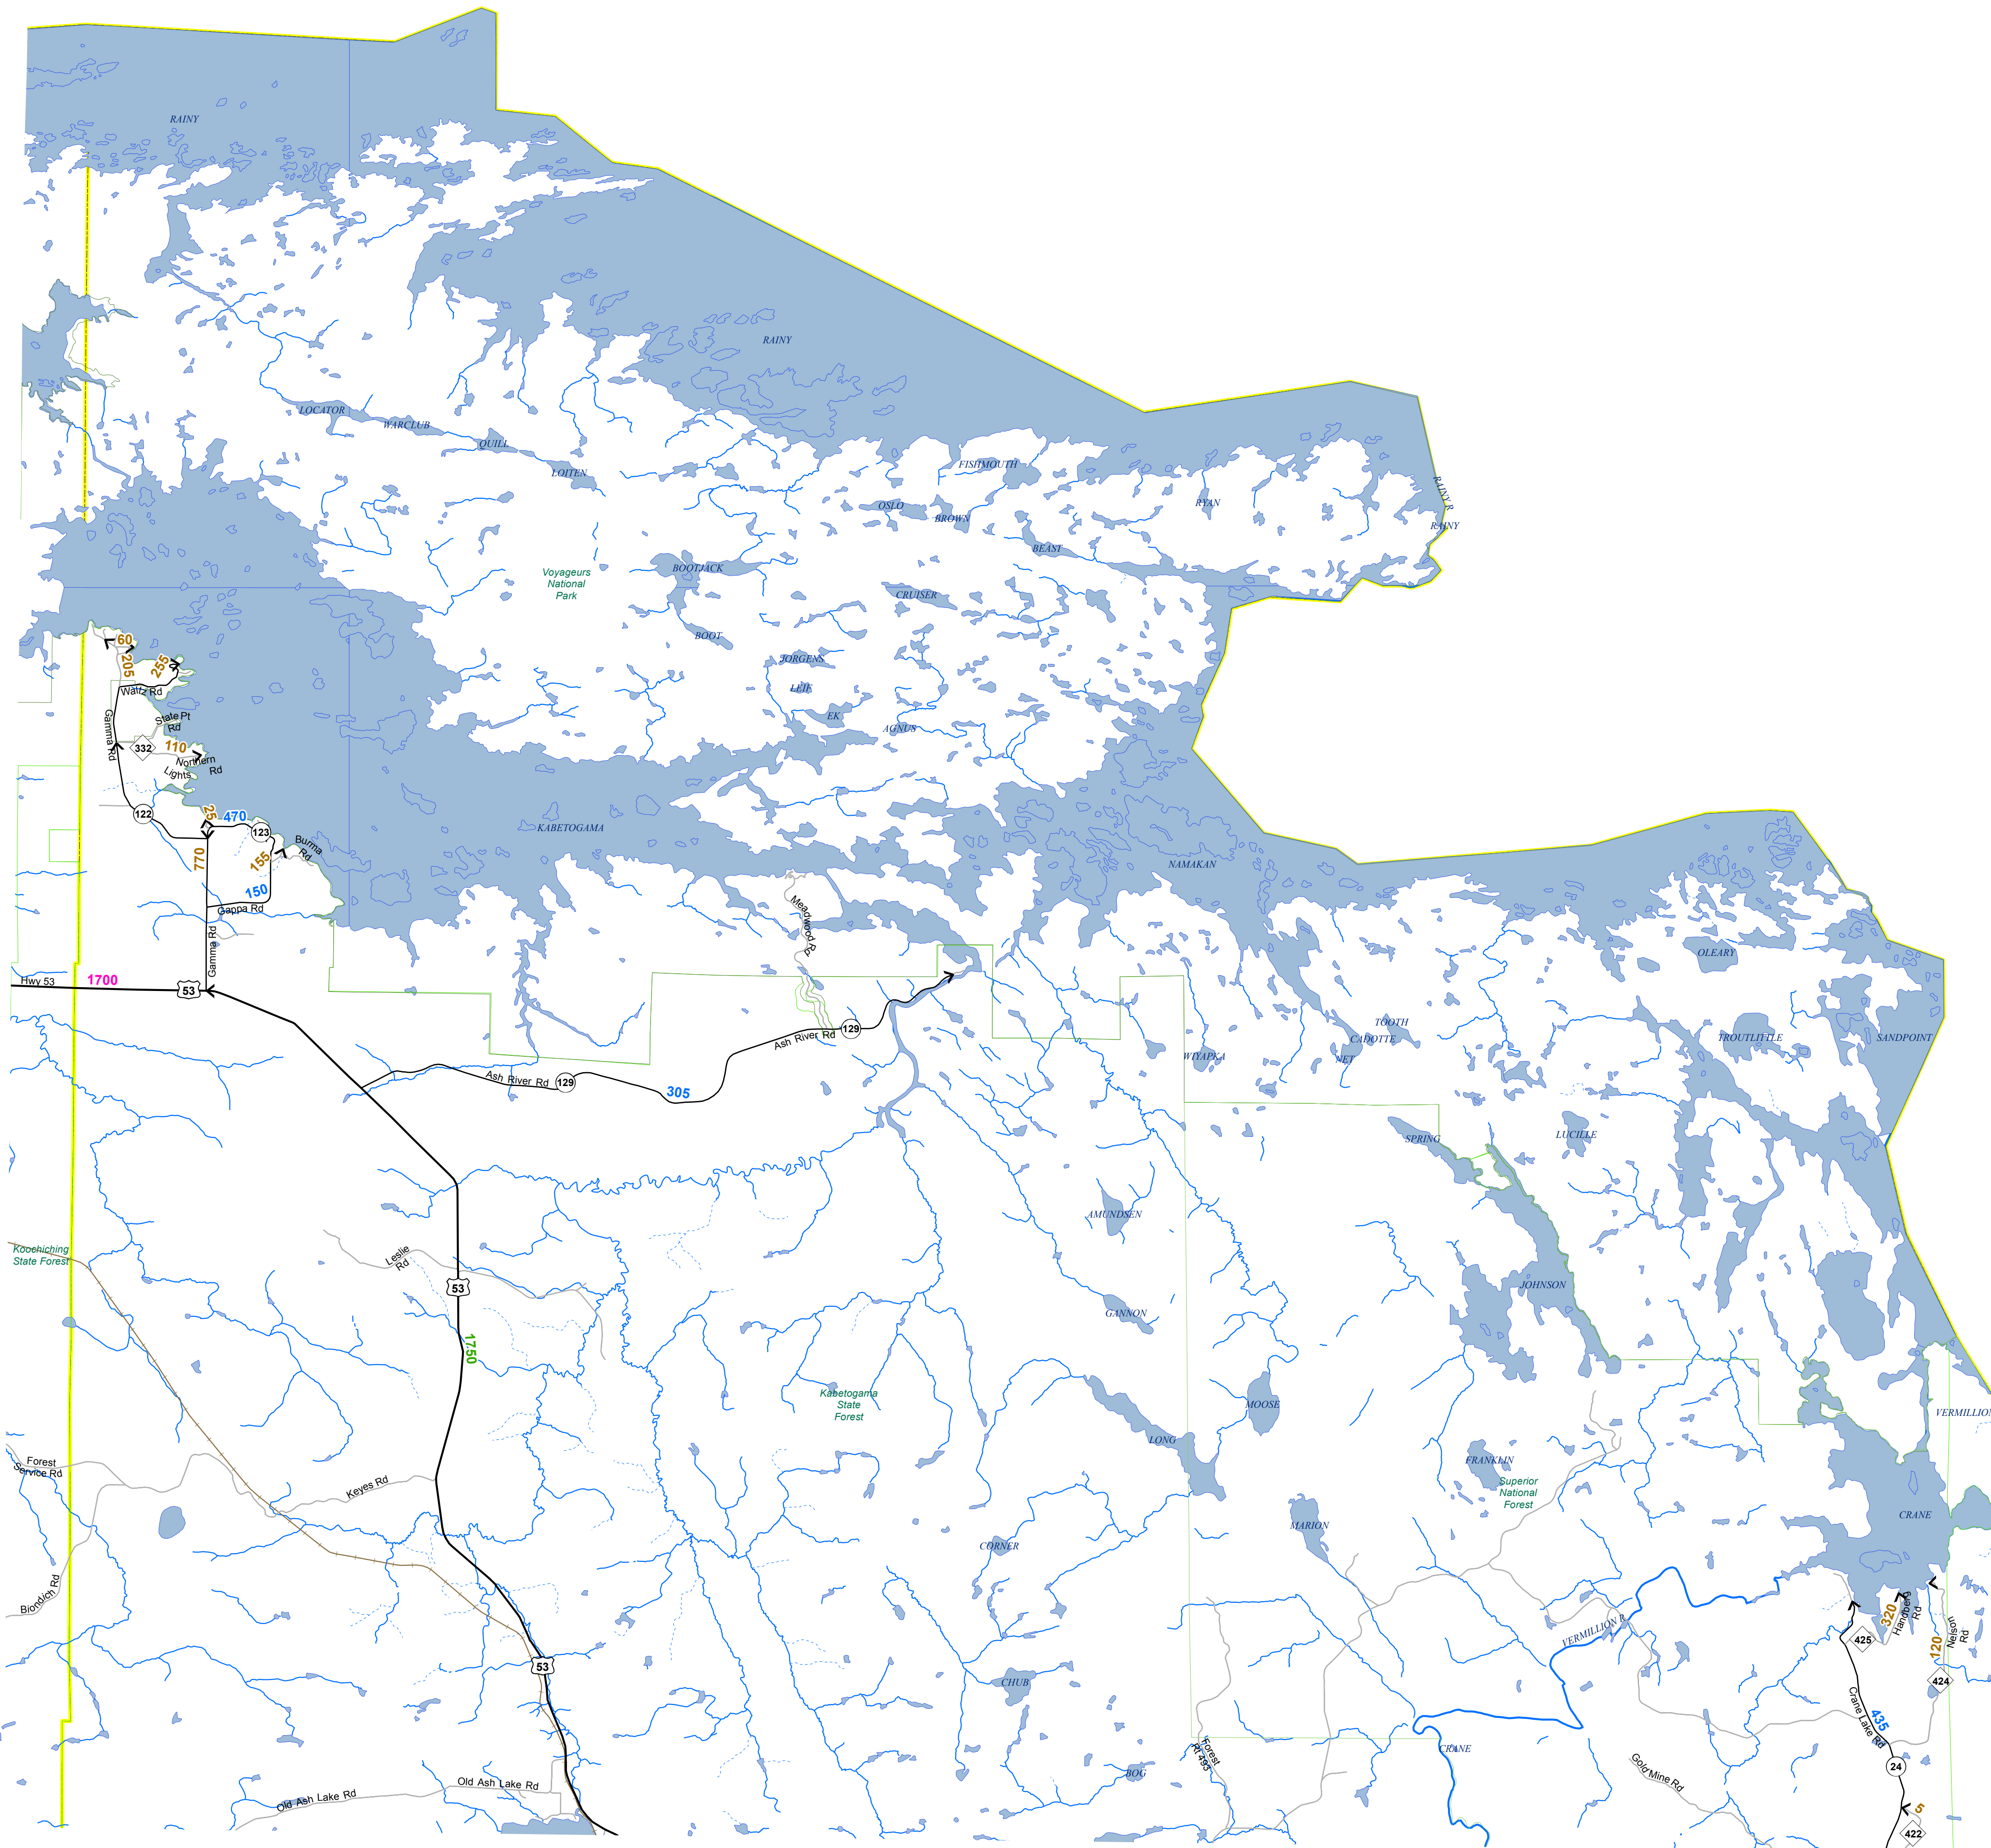 RAINY
RAINY
LOCATOR
WARCLUB
QUILL
LOITEN
FISHMOUTH
OSLO
BROWN
RYAN
RAINY R
RAINY
BEAST
BOOTJACK
Voyageurs
National
Park
CRUISER
BOOT
60
205
255
JORGENS
LEIF
Waltz Rd
EK
AGNUS
State Pt
Rd
Gamma Rd
332
110
Northern
Lights
Rd
122
25
470
123
KABETOGAMA
Burma
Rd
770
155
NAMAKAN
150
Gappa Rd
Meadwood Rd
Gamma Rd
OLEARY
Hwy 53
1700
53
TOOTH
CADOTTE
NET
WIYAPKA
TROUTLITTLE
SANDPOINT
Ash River Rd
129
Ash River Rd
129
305
SPRING
LUCILLE
AMUNDSEN
Koochiching
State Forest
Leslie
Rd
53
JOHNSON
GANNON
1750
Kabetogama
State
Forest
MOOSE
VERMILLION
LONG
Forest
Service Rd
FRANKLIN
Superior
National
Forest
Keyes Rd
CRANE
MARION
CORNER
Biondich Rd
320
Handberg
Rd
VERMILLION R
425
120
Nelson
Rd
53
424
CHUB
Crane Lake Rd
435
CRANE
Forest
Rt 493
BOG
24
Gold Mine Rd
Old Ash Lake Rd
Old Ash Lake Rd
5
422